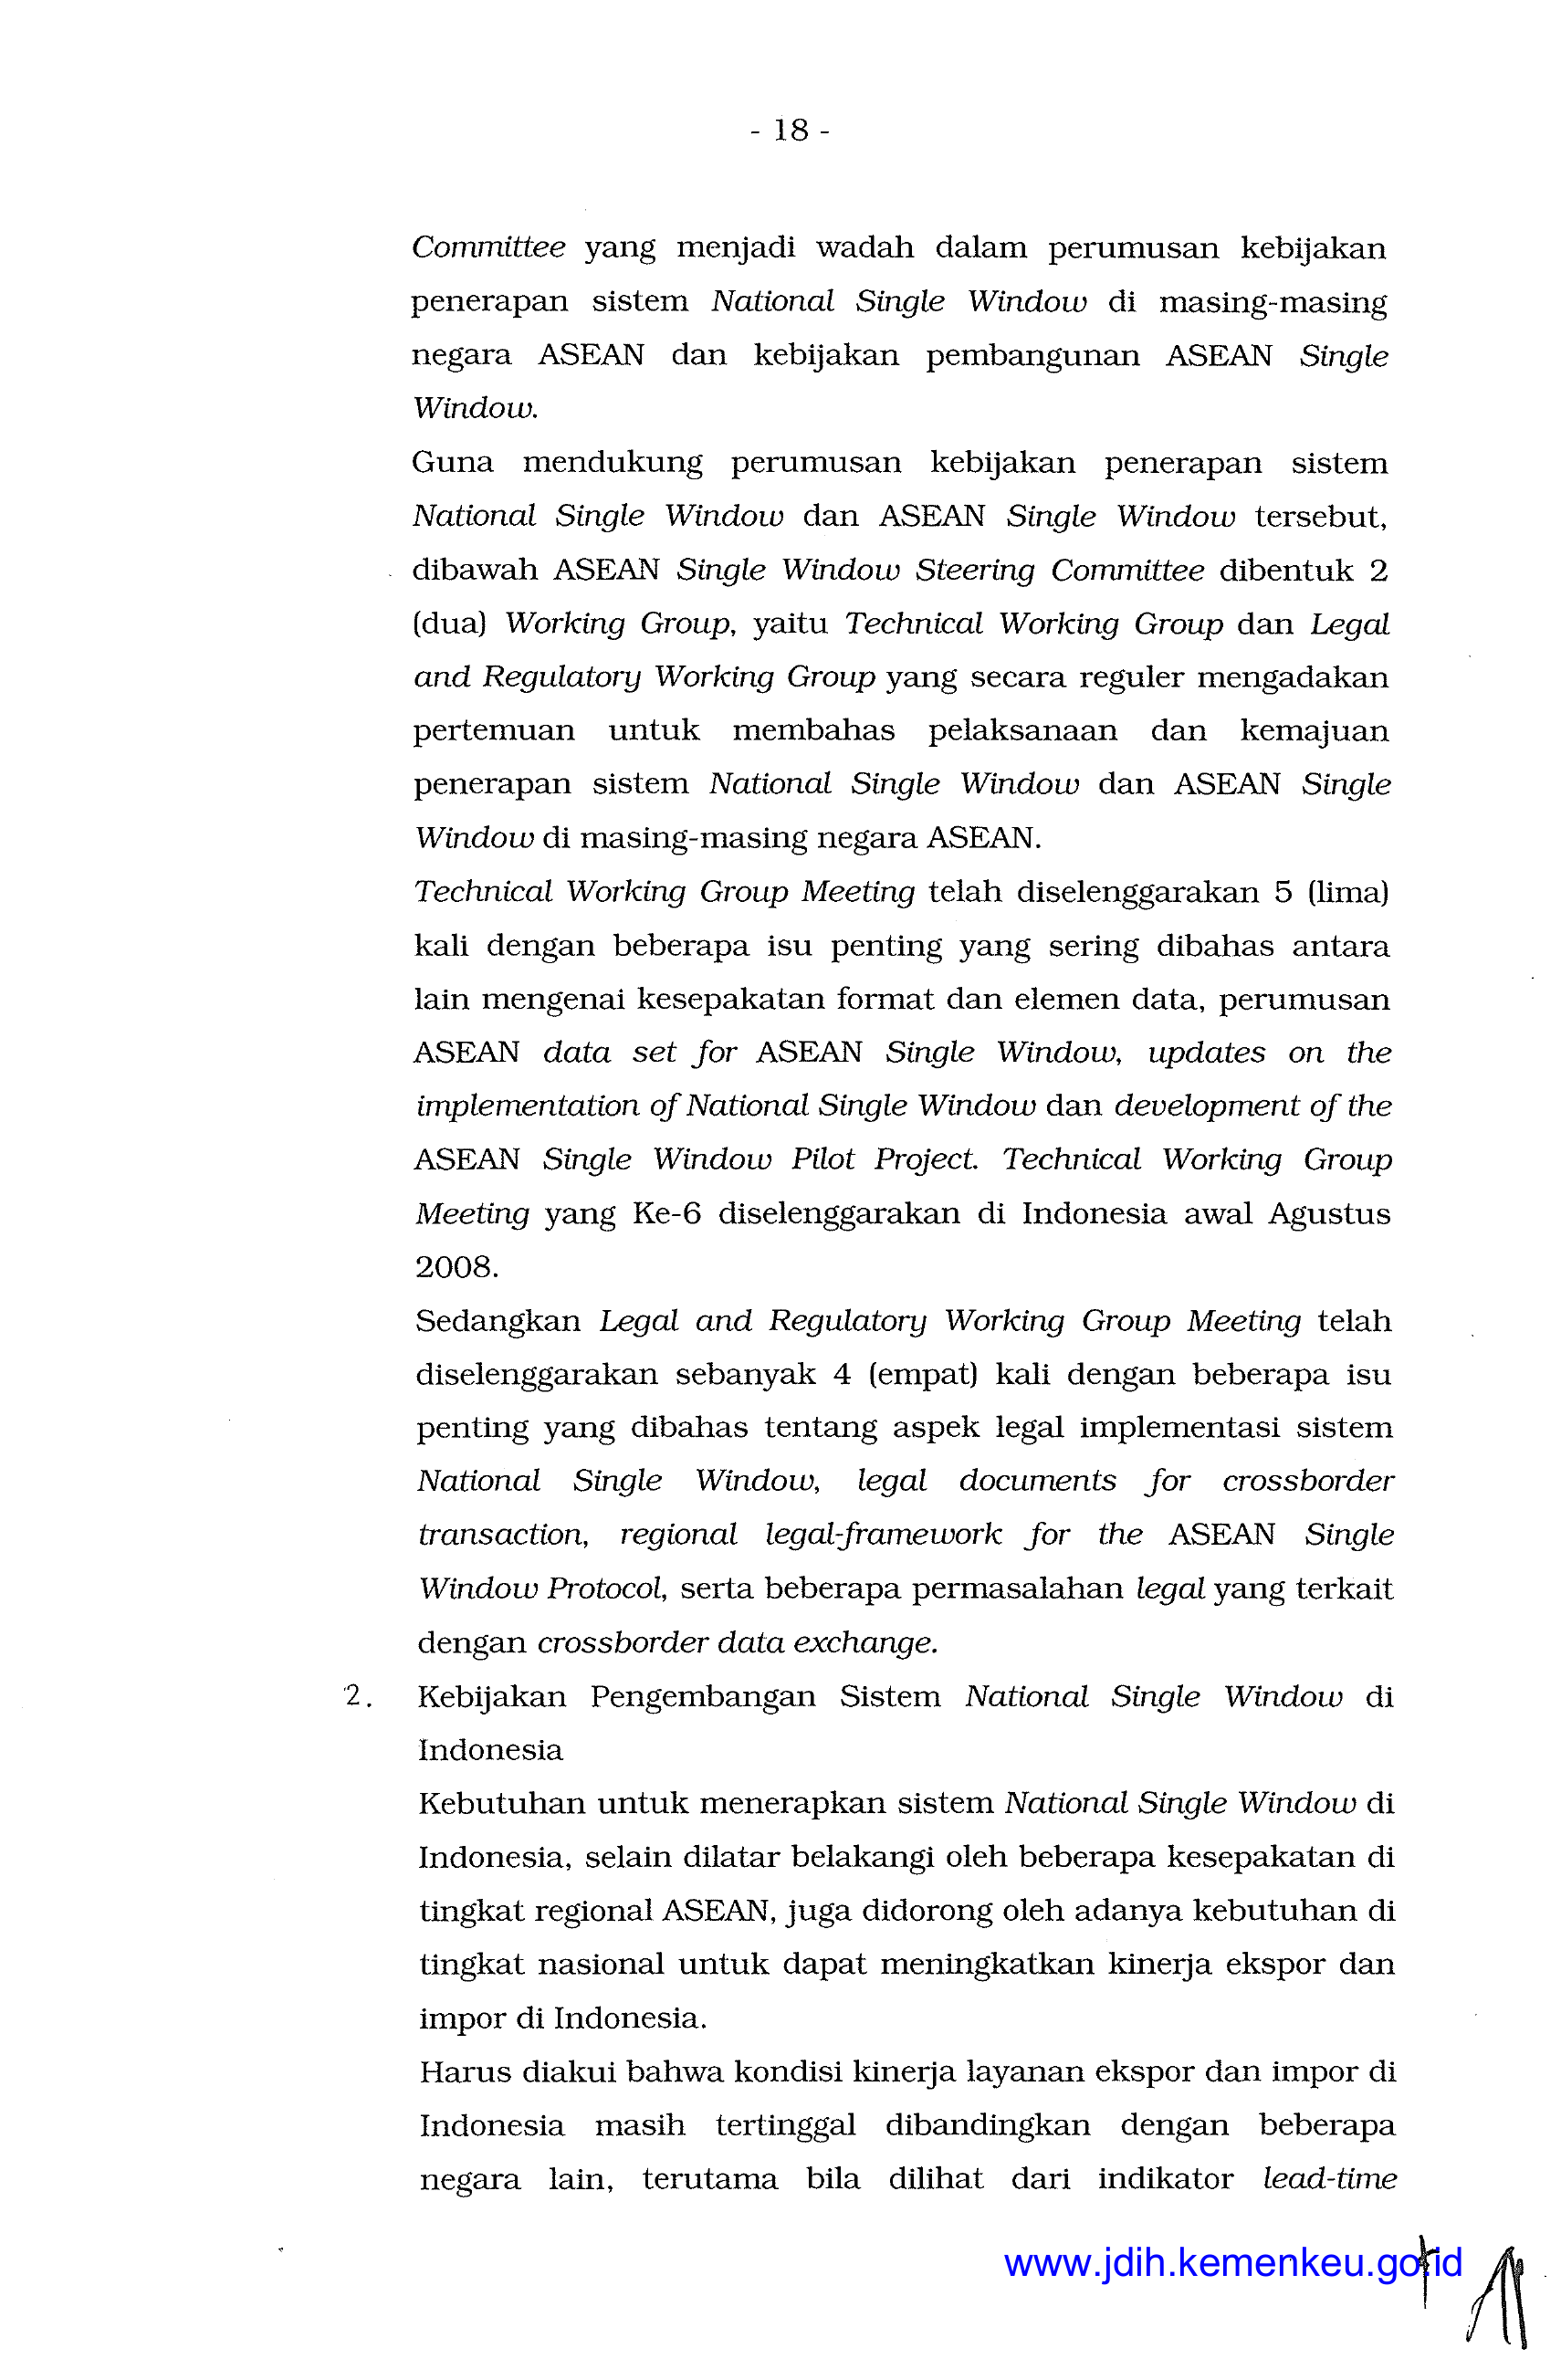 - 18 -
Committee yang menjadi wadah dalam perumusan kebijakan
penerapan sistem National Single Window di masing-masing
negara ASEAN dan kebijakan pembangunan ASEAN Single
Window.
Guna mendukung perumusan kebijakan penerapan sistem
National Single Window dan ASEAN Single Window tersebut,
dibawah ASEAN Single Window Steering Committee dibentuk 2
(dua) Working Group, yaitu Technical Working Group dan Legal
and Regulatory Working Group yang secara reguler mengadakan
pertemuan untuk membahas pelaksanaan dan kemajuan
penerapan sistem National Single Window dan ASEAN Single
Window di masing-masing negara ASEAN.
Technical Working Group Meeting telah diselenggarakan 5 (lima)
kali dengan beberapa isu penting yang sering dibahas antara
lain mengenai kesepakatan format dan elemen data, perumusan
ASEAN data set for ASEAN Single Window, updates on the
implementation of National Single Window dan development of the
ASEAN Single Window Pilot Project. Technical Working Group
Meeting yang Ke-6 diselenggarakan di Indonesia awal Agustus
2008.
Sedangkan Legal and Regulatory Working Group Meeting telah
diselenggarakan sebanyak 4 (empat) kali dengan beberapa isu
penting yang dibahas tentang aspek legal implementasi sistem
National Single Window, legal documents for crossborder
transaction, regional legal-framework for the ASEAN Single
Window Protocol, serta beberapa permasalahan legal yang terkait
dengan crossborder data exchange.
2. Kebijakan Pengembangan Sistem National Single Window di
Indonesia
Kebutuhan untuk menerapkan sistem National Single Window di
Indonesia, selain dilatar belakangi oleh beberapa kesepakatan di
tingkat regional ASEAN, juga didorong oleh adanya kebutuhan di
tingkat nasional untuk dapat meningkatkan kinerja ekspor dan
impor di Indonesia.
Harus diakui bahwa kondisi kinerja layanan ekspor dan impor di
Indonesia masih tertinggal dibandingkan dengan beberapa
negara lain, terutama bila dilihat dari indikator lead-time
www.jdih.kemenkeu.go.id